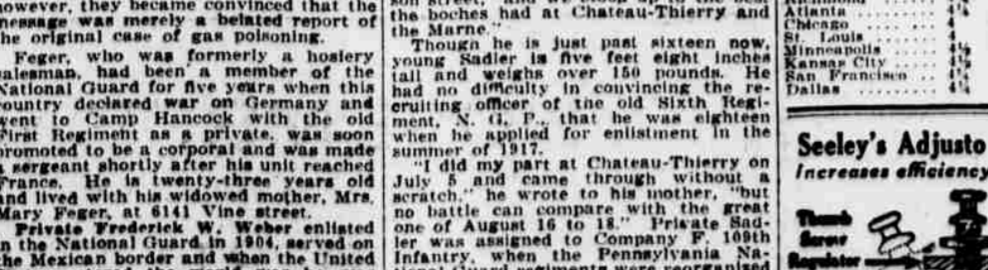 however, they became convinced that the
message was merely a belated report of
the original case of gas poisoning.
Feger, who was formerly a hosiery
salesman, had been a member of the
National Guard for five years when this
country declared war on Germany and
went to Camp Hancock with the old
First Regiment as a private, was soon
promoted to be a corporal and was made
a sergeant shortly after his unit reached
France. He is twenty-three years old
and lived with his widowed mother, Mrs.
Mary Feger, at 6141 Vine street.
Private Frederick W. Weber enlisted
in the National Guard in 1904, served on
the Mexican border and when the United
the boches had at Chateau-Thierry and
the Marne."
Though he is just past sixteen now,
young Sadler is five feet eight inches
tall and weighs over 150 pounds. He
had no difficulty in convincing the re-
cruiting officer of the old Sixth Regi-
ment, N. G. P., that he was eighteen
when he applied for enlistment in the
summer of 1917.
"I did my part at Chateau-Thierry on
July 5 and came through without a
scratch," he wrote to his mother, "but
no battle can compare with the great
one of August 16 to 18." Private Sad-
ler was assigned to Company F, 109th
Infantry, when the Pennsylvania Na-
tional Guard regiments were reorganized
Atlanta
Chicago
St. Louis
Minneapolis
Kansas City
San Francisco
Dallas
Seeley's Adjusto
Increases efficiency
Thumb
Screw
Regulator